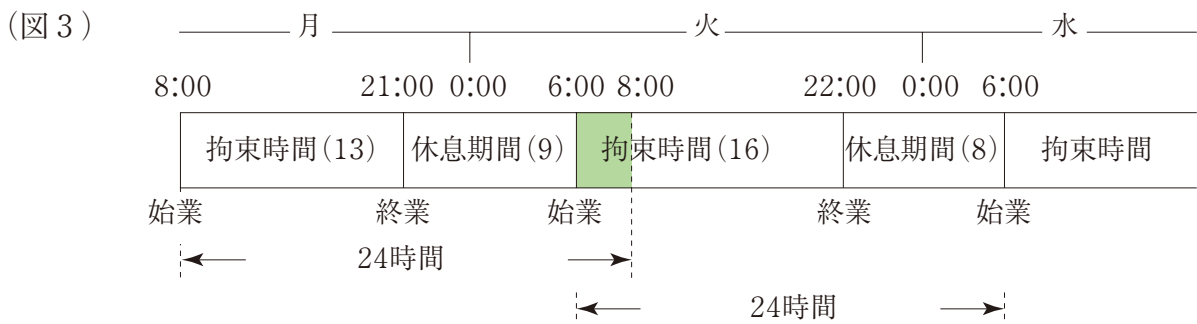 (図3)
月 火 水
8:00 21:00 0:00 6:00 8:00 22:00 0:00 6:00
拘束時間(13) 休息期間(9) 拘束時間(16) 休息期間(8) 拘束時間
始業 終業 始業 終業 始業
24時間
24時間